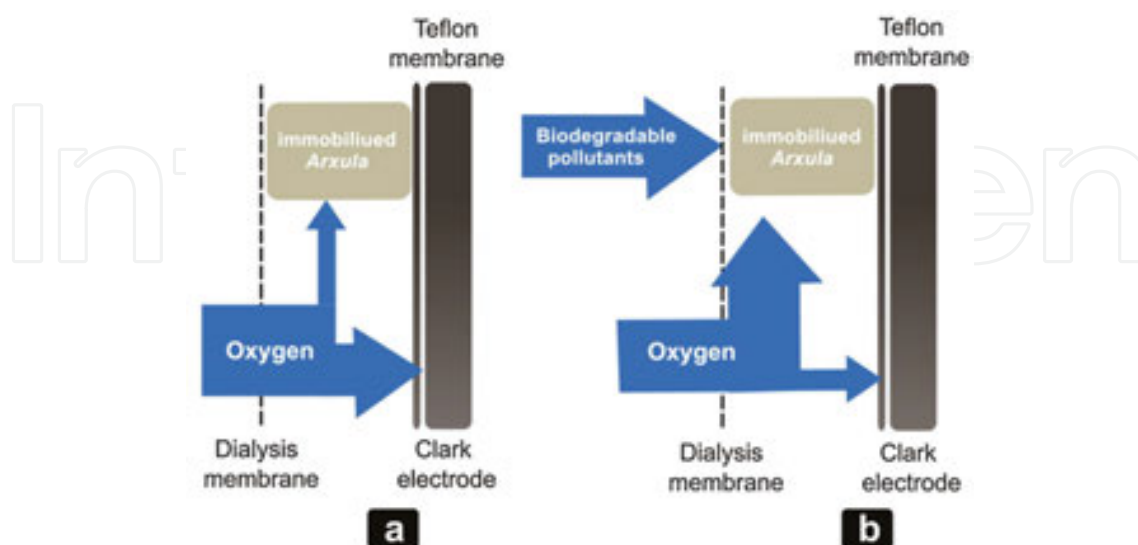 Teflon
membrane
immobiliued
Arxula
Oxygen
Dialysis
membrane
Clark
electrode
a
Teflon
membrane
Biodegradable
pollutants
immobiliued
Arxula
Oxygen
Dialysis
membrane
Clark
electrode
b